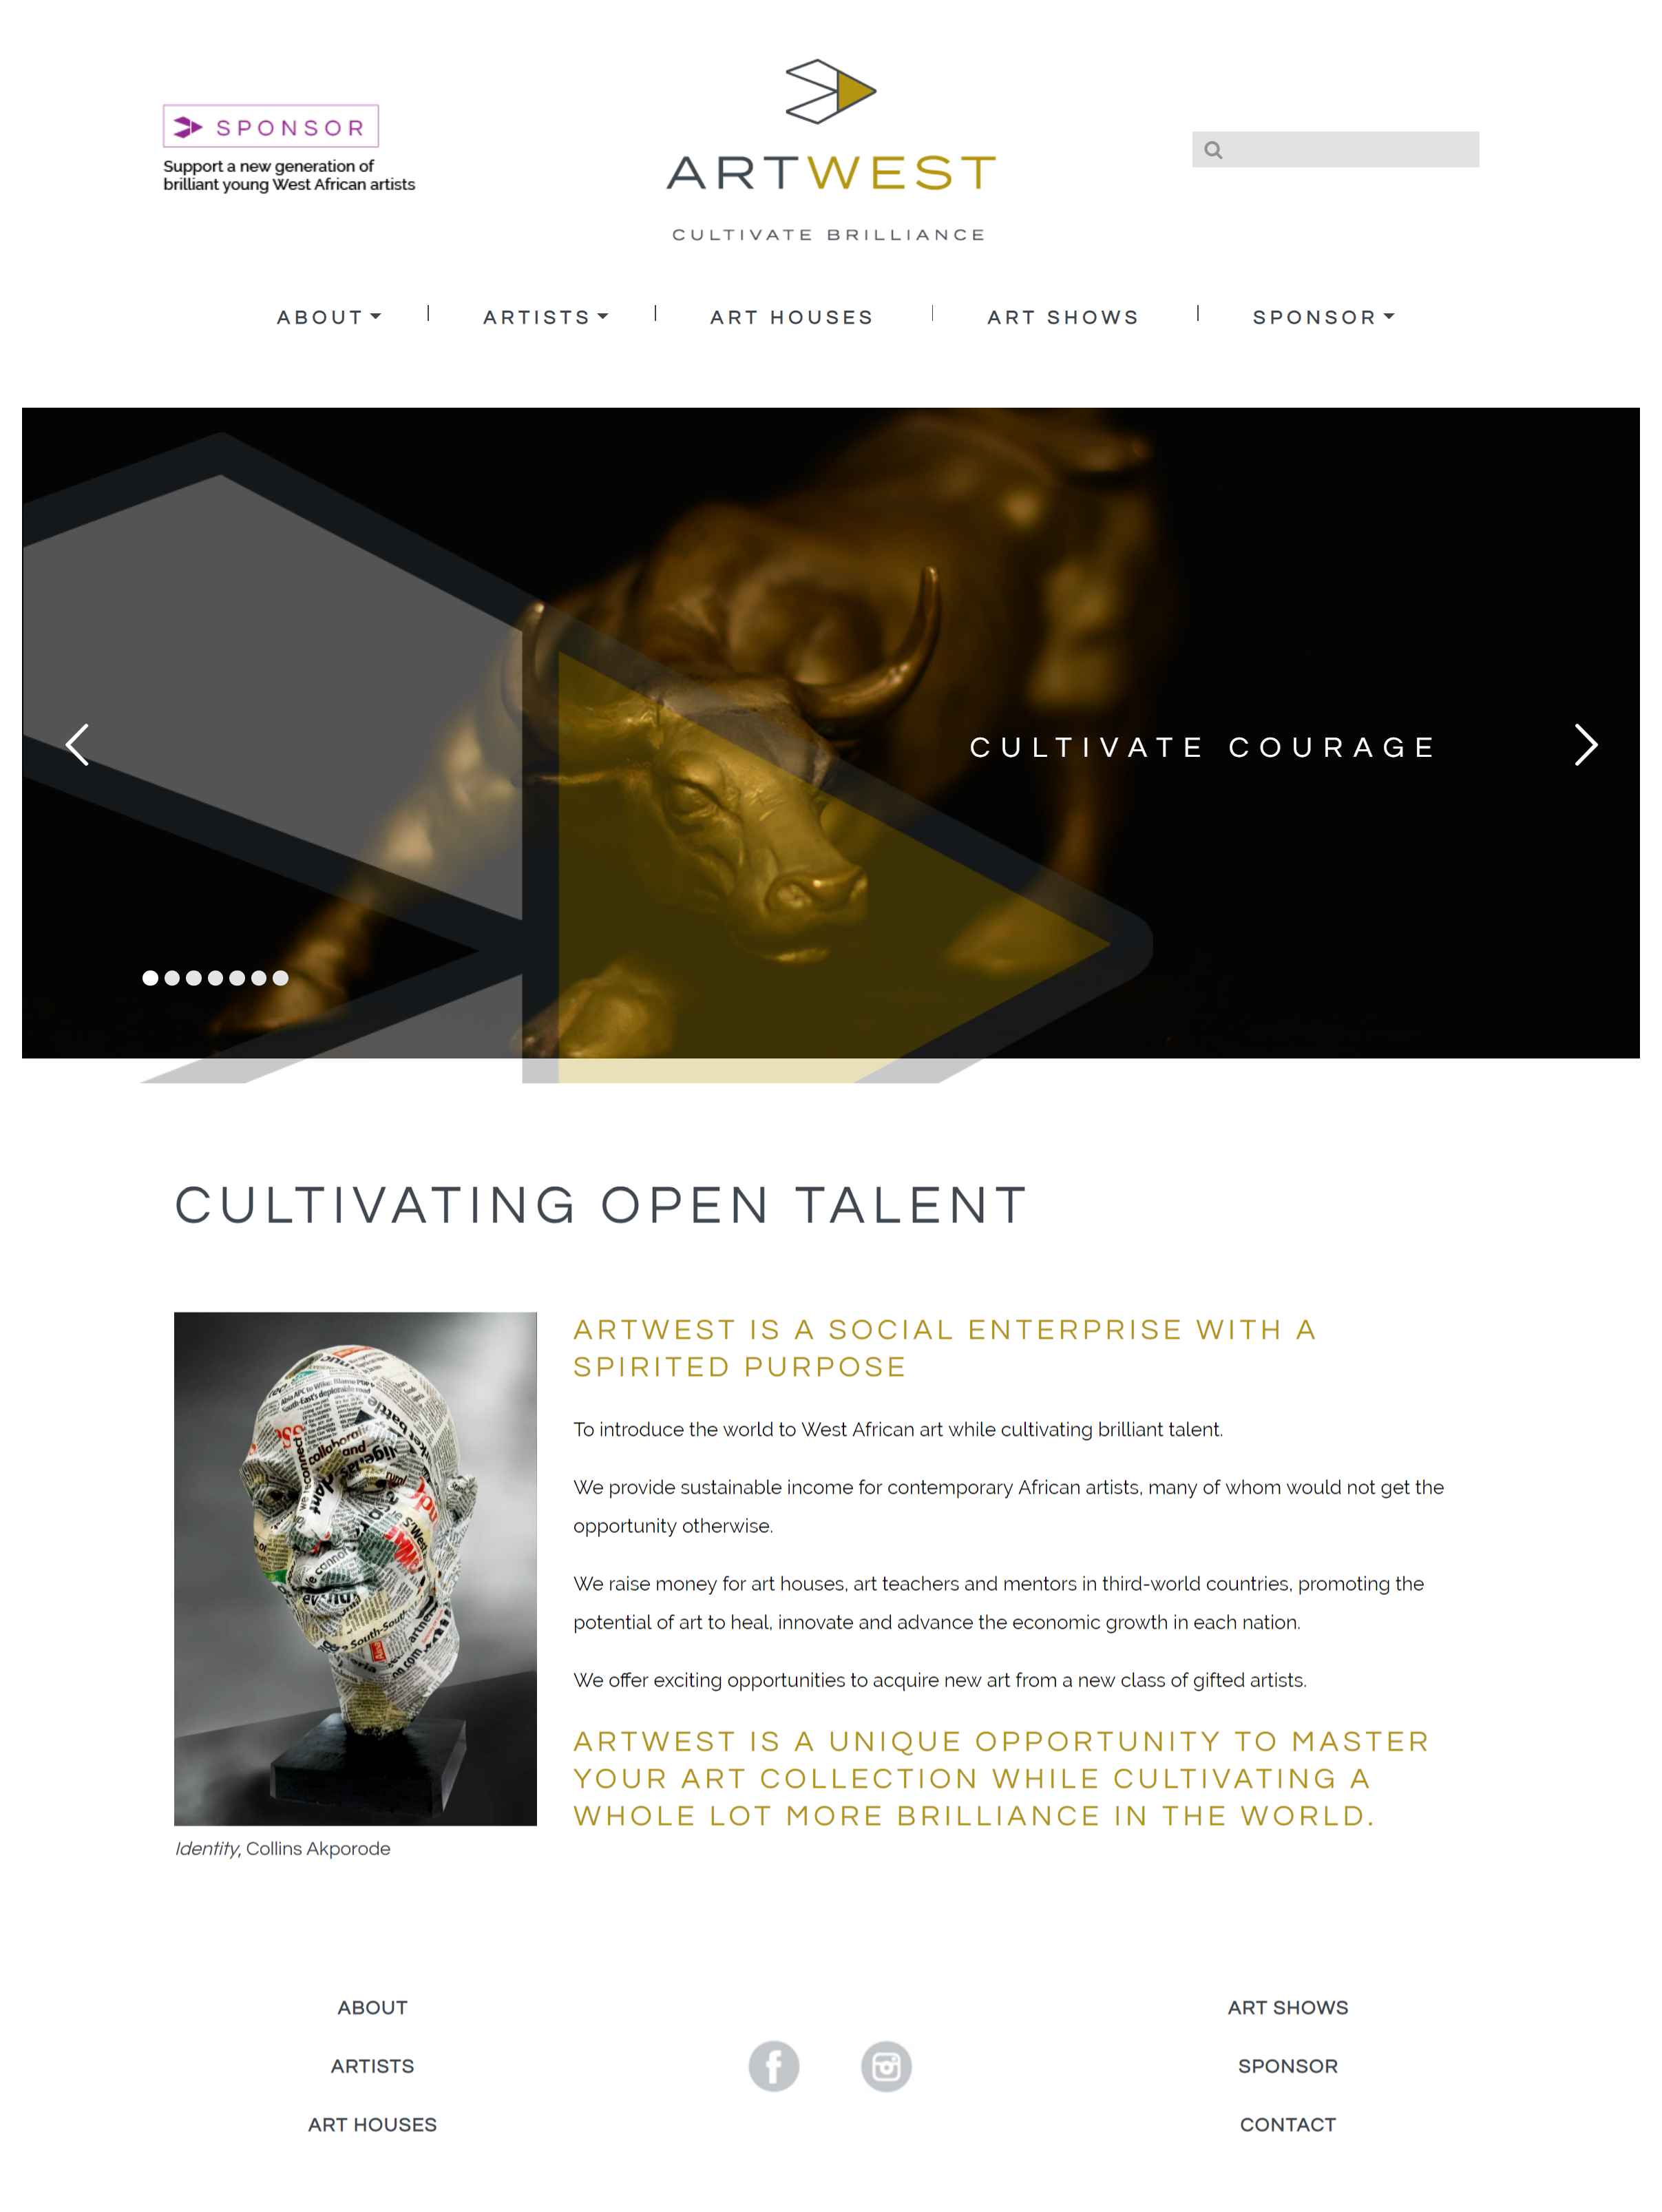 SPONSOR
Support a new generation of
brilliant young West African artists
ARTWEST
CULTIVATE BRILLIANCE
ABOUT
ARTISTS
ART HOUSES
ART SHOWS
SPONSOR
CULTIVATE COURAGE
CULTIVATING OPEN TALENT
ARTWEST IS A SOCIAL ENTERPRISE WITH A
SPIRITED PURPOSE
To introduce the world to West African art while cultivating brilliant talent.
We provide sustainable income for contemporary African artists, many of whom would not get the
opportunity otherwise.
We raise money for art houses, art teachers and mentors in third-world countries, promoting the
potential of art to heal, innovate and advance the economic growth in each nation.
We offer exciting opportunities to acquire new art from a new class of gifted artists.
ARTWEST IS A UNIQUE OPPORTUNITY TO MASTER
YOUR ART COLLECTION WHILE CULTIVATING A
WHOLE LOT MORE BRILLIANCE IN THE WORLD.
Identity, Collins Akporode
ABOUT
ARTISTS
ART HOUSES
ART SHOWS
SPONSOR
CONTACT